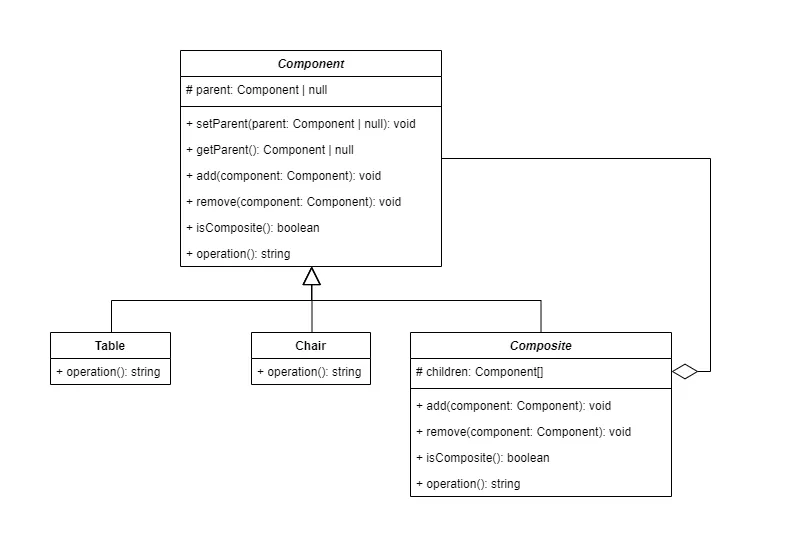 Component
# parent: Component | null
+ setParent(parent: Component | null): void
+ getParent(): Component | null
+ add(component: Component): void
+ remove(component: Component): void
+ isComposite(): boolean
+ operation(): string
Table
+ operation(): string
Chair
+ operation(): string
Composite
# children: Component[]
+ add(component: Component): void
+ remove(component: Component): void
+ isComposite(): boolean
+ operation(): string